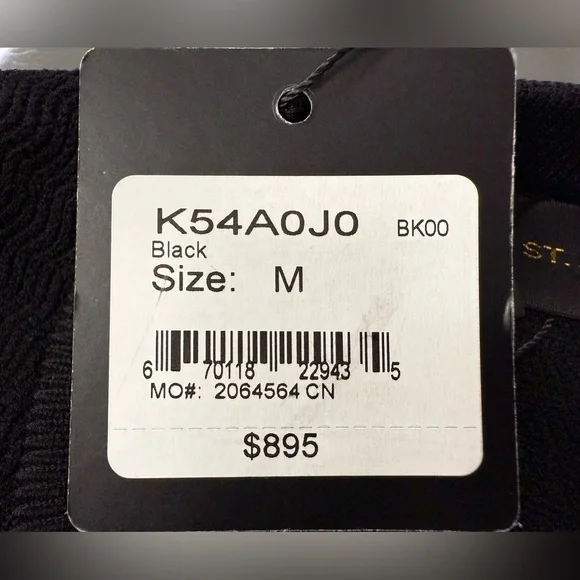 K54A0J0 BK00
Black
Size: M
6 70118 22943 5
MO#: 2064564 CN
$895
ST.